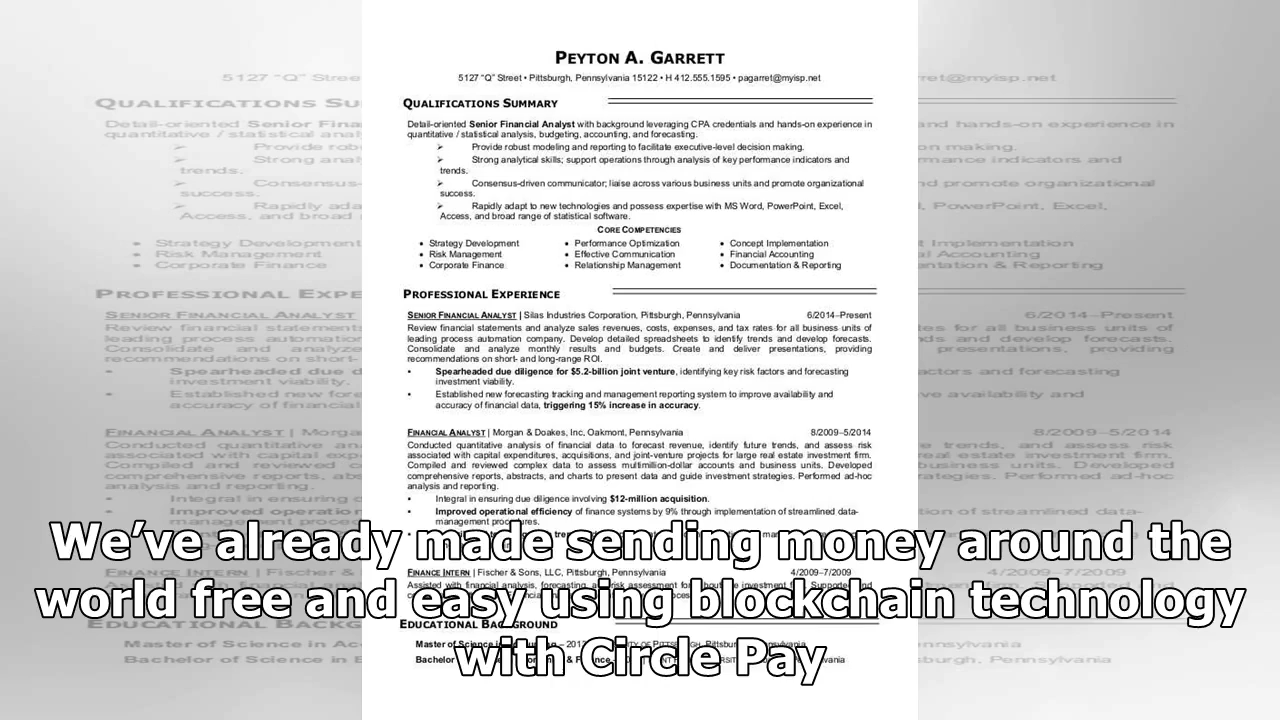 PEYTON A. GARRETT
5127 “Q” Street • Pittsburgh, Pennsylvania 15122 • H 412.555.1595 • pagarret@myisp.net
QUALIFICATIONS SUMMARY
Detail-oriented Senior Financial Analyst with background leveraging CPA credentials and hands-on experience in
quantitative / statistical analysis, budgeting, accounting, and forecasting.
➢ Provide robust modeling and reporting to facilitate executive-level decision making.
➢ Strong analytical skills; support operations through analysis of key performance indicators and
trends.
➢ Consensus-driven communicator; liaise across various business units and promote organizational
success.
➢ Rapidly adapt to new technologies and possess expertise with MS Word, PowerPoint, Excel,
Access, and broad range of statistical software.
CORE COMPETENCIES
• Strategy Development • Performance Optimization • Concept Implementation
• Risk Management • Effective Communication • Financial Accounting
• Corporate Finance • Relationship Management • Documentation & Reporting
PROFESSIONAL EXPERIENCE
SENIOR FINANCIAL ANALYST | Silas Industries Corporation, Pittsburgh, Pennsylvania 6/2014–Present
Review financial statements and analyze sales revenues, costs, expenses, and tax rates for all business units of
leading process automation company. Develop detailed spreadsheets to identify trends and develop forecasts.
Consolidate and analyze monthly results and budgets. Create and deliver presentations, providing
recommendations on short- and long-range ROI.
• Spearheaded due diligence for $5.2-billion joint venture, identifying key risk factors and forecasting
investment viability.
• Established new forecasting tracking and management reporting system to improve availability and
accuracy of financial data, triggering 15% increase in accuracy.
FINANCIAL ANALYST | Morgan & Doakes, Inc, Oakmont, Pennsylvania 8/2009–5/2014
Conducted quantitative analysis of financial data to forecast revenue, identify future trends, and assess risk
associated with capital expenditures, acquisitions, and joint-venture projects for large real estate investment firm.
Compiled and reviewed complex data to assess multimillion-dollar accounts and business units. Developed
comprehensive reports, abstracts, and charts to present data and guide investment strategies. Performed ad-hoc
analysis and reporting.
• Integral in ensuring due diligence involving $12-million acquisition.
• Improved operational efficiency of finance systems by 9% through implementation of streamlined data-
management procedures.
FINANCE INTERN | Fischer & Sons, LLC, Pittsburgh, Pennsylvania 4/2009–7/2009
Assisted with financial analysis, forecasting, risk assessment
EDUCATIONAL BACKGROUND
Master of Science in
Bachelor
We’ve already made sending money around the
world free and easy using blockchain technology
with Circle Pay